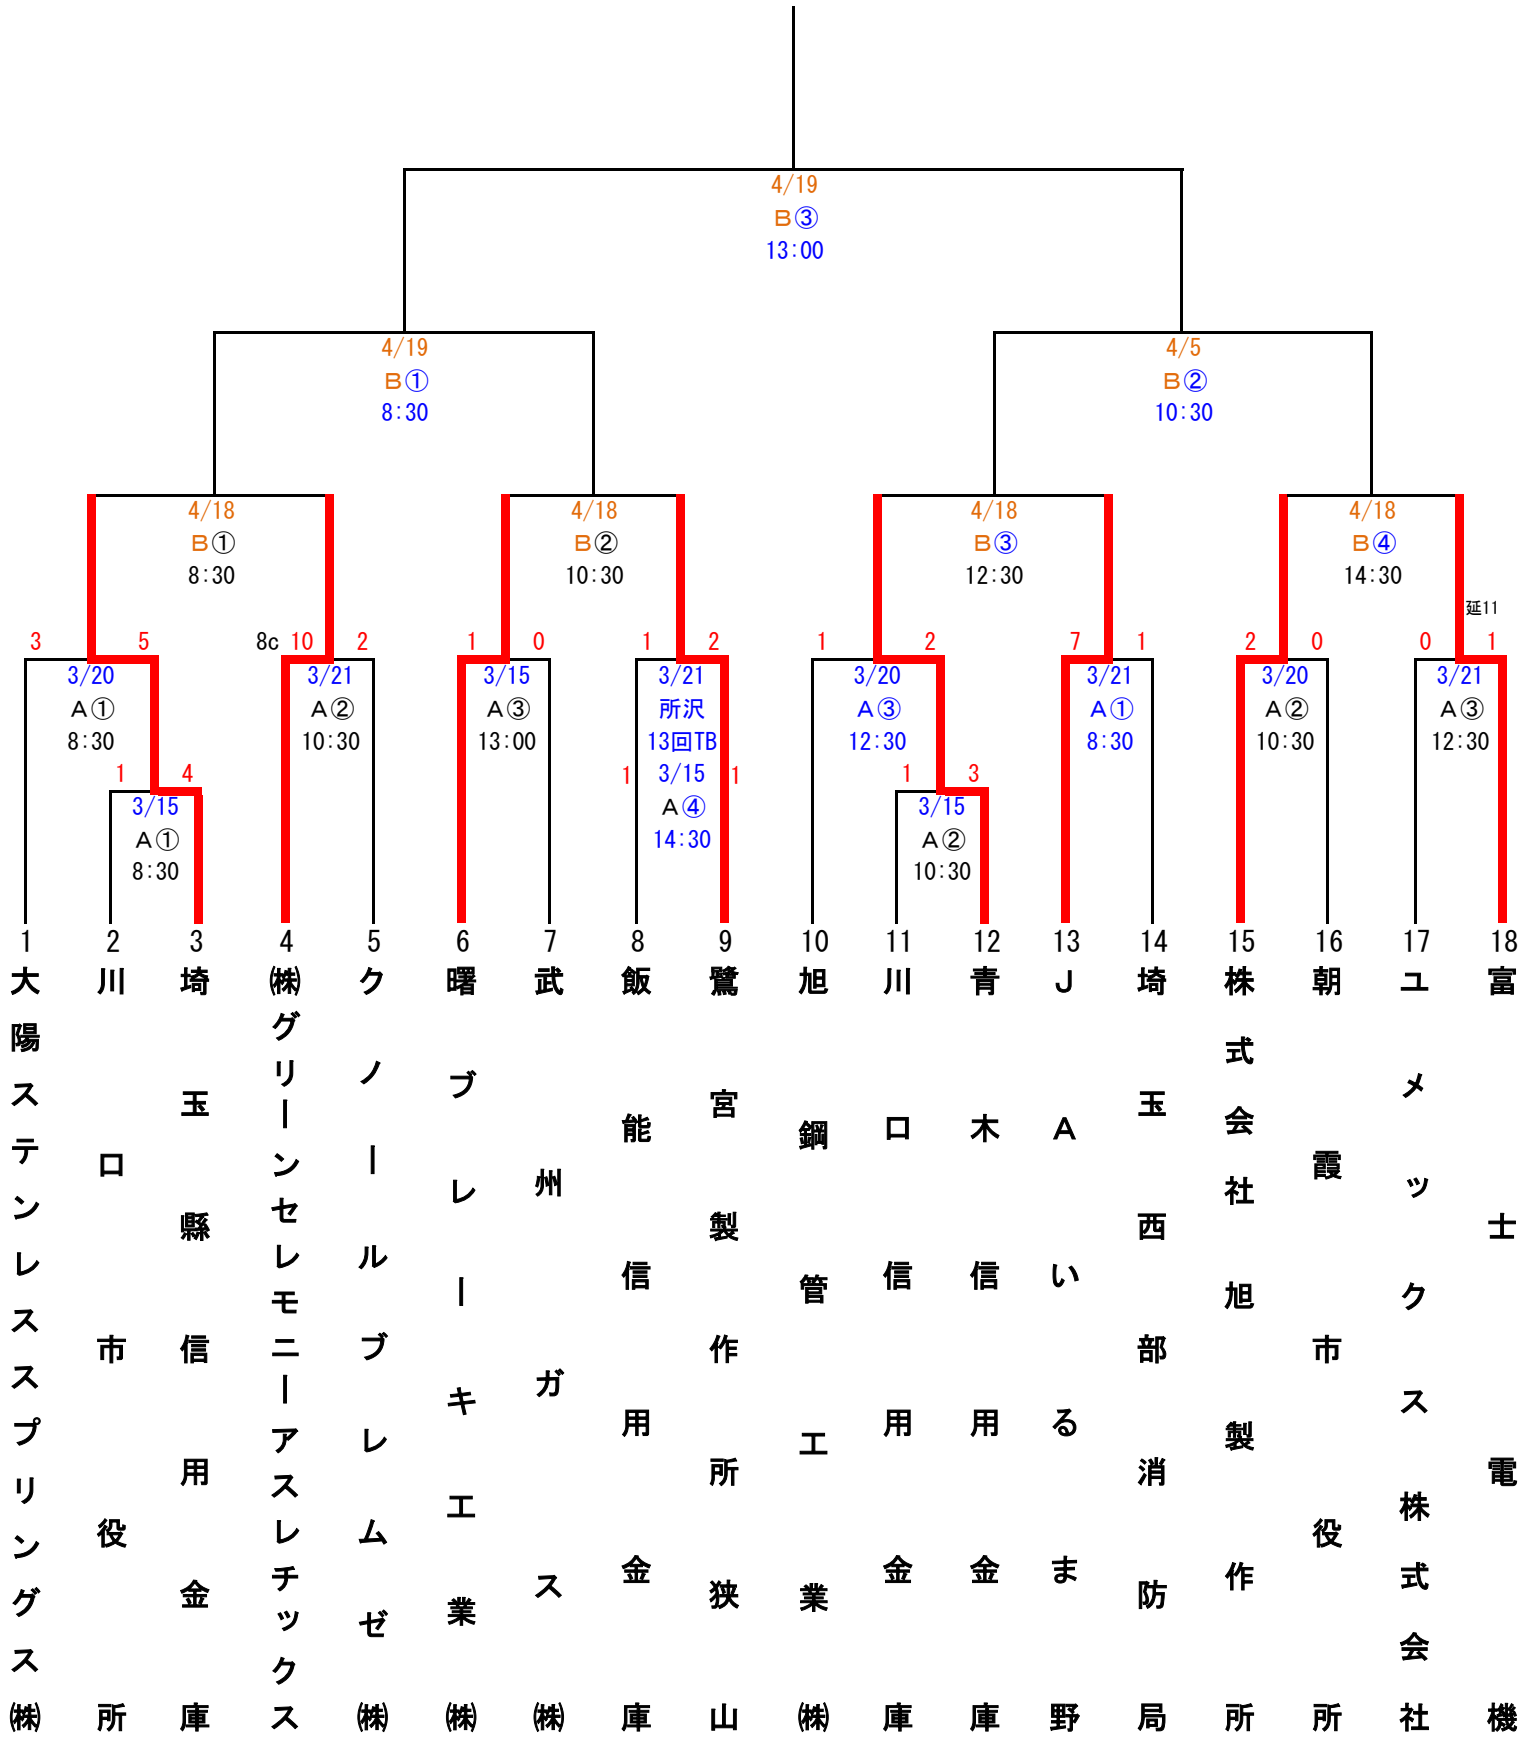 4/19
B③
13:00
4/19
B①
8:30
4/5
B②
10:30
4/18
B①
8:30
4/18
B②
10:30
4/18
B③
12:30
4/18
B④
14:30
延11
3 5
8c 10 2
1 0
1 2
1 2
7 1
2 0
0 1
3/20
A①
8:30
3/21
A②
10:30
3/15
A③
13:00
3/21
所沢
13回TB
1 3/15 1
A④
14:30
3/20
A③
12:30
3/21
A①
8:30
3/20
A②
10:30
3/21
A③
12:30
1 4
3/15
A①
8:30
1 3
3/15
A②
10:30
1 大陽ステンレススプリングス㈱
2 川口市役所
3 埼玉縣信用金庫
4 ㈱グリーンセレモニーアスレチックス
5 クノールブレムゼ㈱
6 曙ブレーキエ業㈱
7 武州ガス㈱
8 飯能信用金庫
9 鷺宮製作所狭山
10 旭鋼管工業㈱
11 川口信用金庫
12 青木信用金庫
13 JAいるま野
14 埼玉西部消防局
15 株式会社旭製作所
16 朝霞市役所
17 ユメックス株式会社
18 富士電機